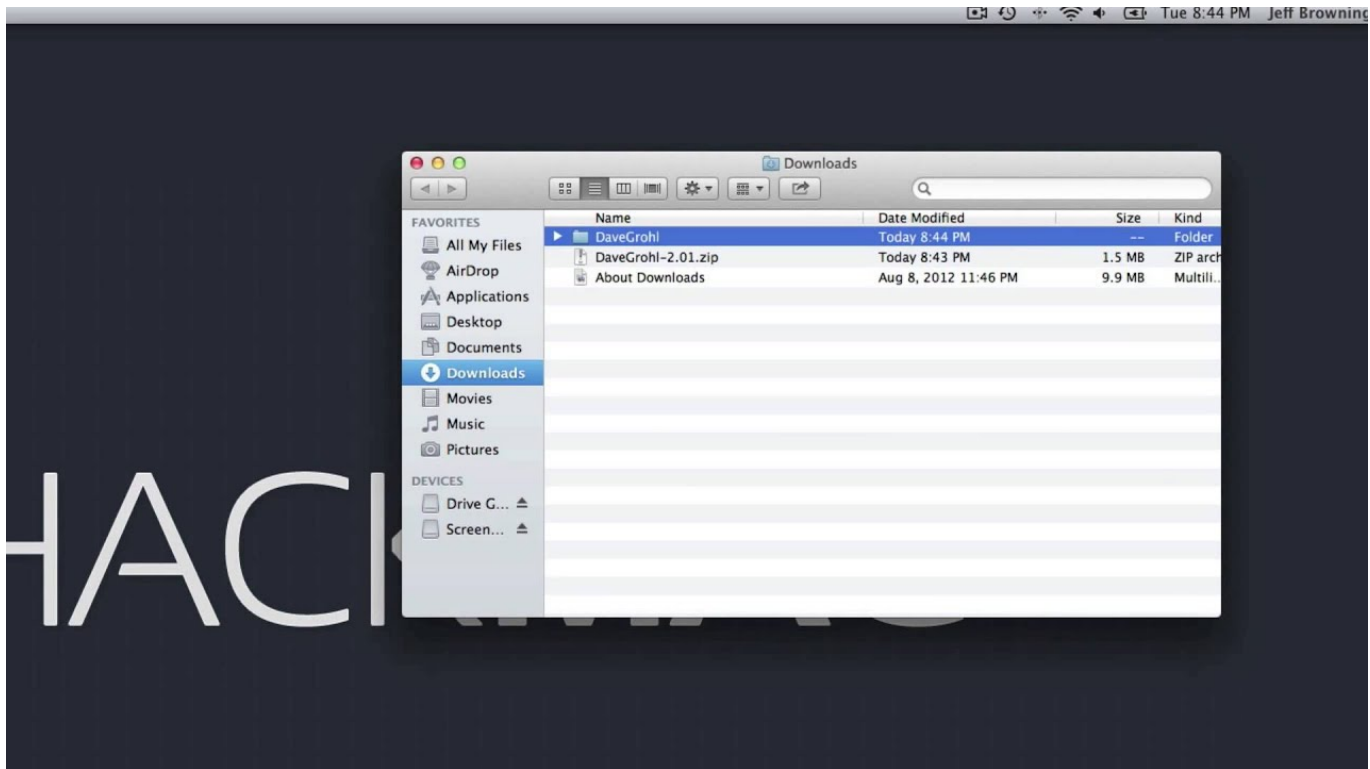 Tue 8:44 PM Jeff Browning
Downloads
FAVORITES
All My Files
AirDrop
Applications
Desktop
Documents
Downloads
Movies
Music
Pictures
DEVICES
Drive G...
Screen...
Name Date Modified Size Kind
DaveGrohl Today 8:44 PM -- Folder
DaveGrohl-2.01.zip Today 8:43 PM 1.5 MB ZIP arch
About Downloads Aug 8, 2012 11:46 PM 9.9 MB Multili...
HACK